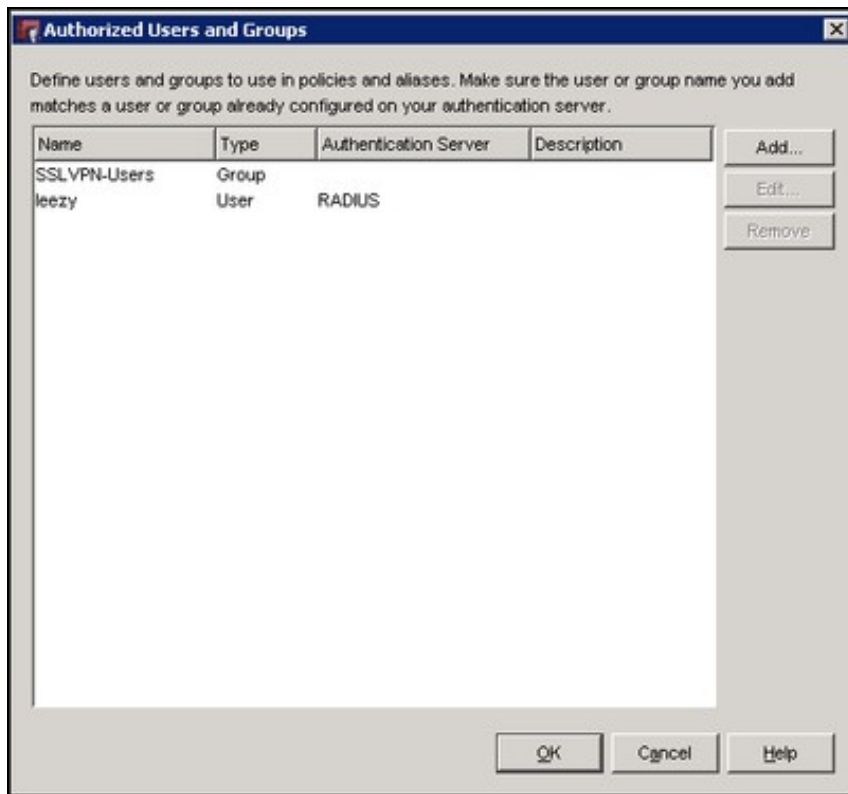 Authorized Users and Groups
Define users and groups to use in policies and aliases. Make sure the user or group name you add
matches a user or group already configured on your authentication server.
Name Type Authentication Server Description
SSLVPN-Users Group
leezy User RADIUS
Add...
Edit...
Remove
OK Cancel Help